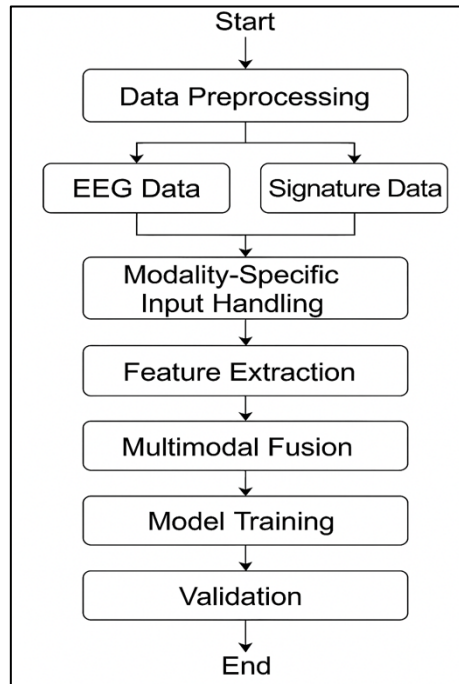 Start
Data Preprocessing
EEG Data
Signature Data
Modality-Specific
Input Handling
Feature Extraction
Multimodal Fusion
Model Training
Validation
End